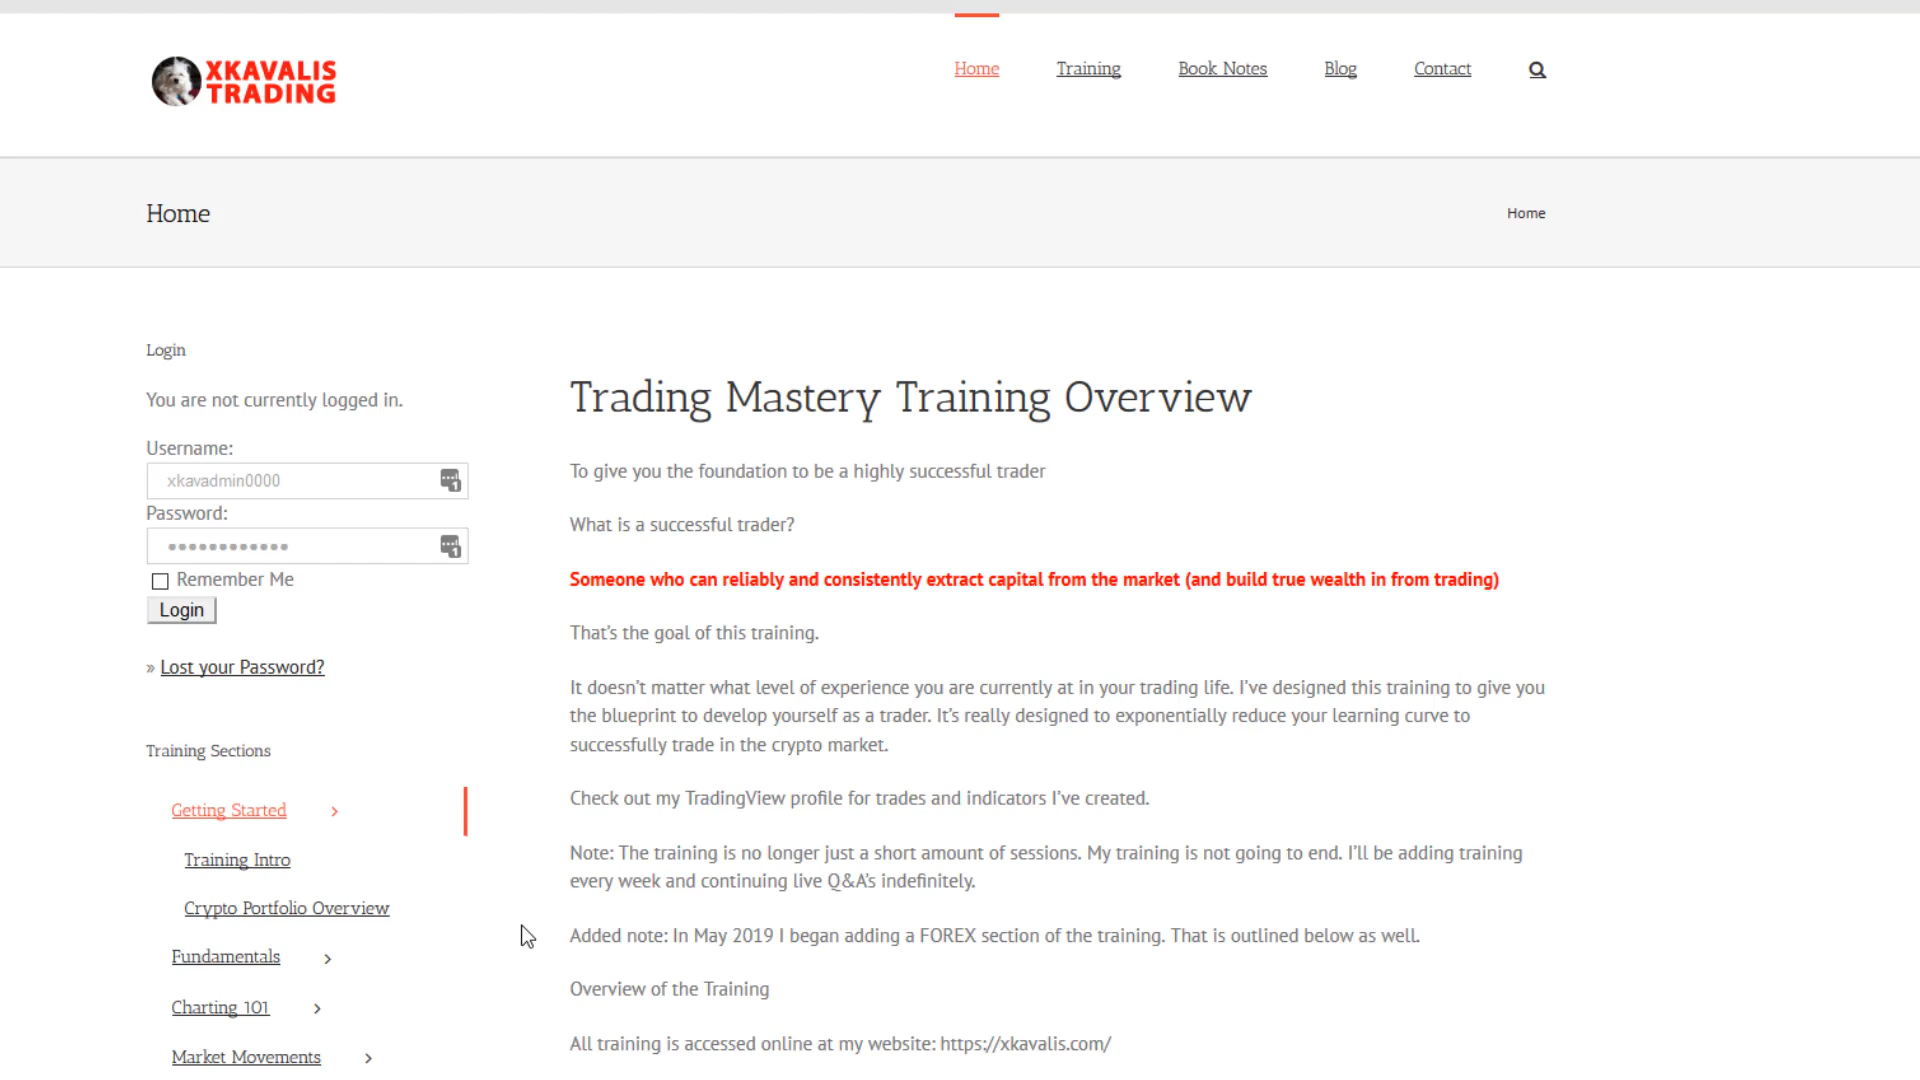 XKAVALIS
TRADING
Home
Training
Book Notes
Blog
Contact
Home
Home
Login
You are not currently logged in.
Username:
xkavadmin0000
Password:
••••••••••••
Remember Me
Login
» Lost your Password?
Training Sections
Getting Started
Training Intro
Crypto Portfolio Overview
Fundamentals
Charting 101
Market Movements
Trading Mastery Training Overview
To give you the foundation to be a highly successful trader
What is a successful trader?
Someone who can reliably and consistently extract capital from the market (and build true wealth in from trading)
That's the goal of this training.
It doesn't matter what level of experience you are currently at in your trading life. I've designed this training to give you
the blueprint to develop yourself as a trader. It's really designed to exponentially reduce your learning curve to
successfully trade in the crypto market.
Check out my TradingView profile for trades and indicators I've created.
Note: The training is no longer just a short amount of sessions. My training is not going to end. I'll be adding training
every week and continuing live Q&A's indefinitely.
Added note: In May 2019 I began adding a FOREX section of the training. That is outlined below as well.
Overview of the Training
All training is accessed online at my website: https://xkavalis.com/